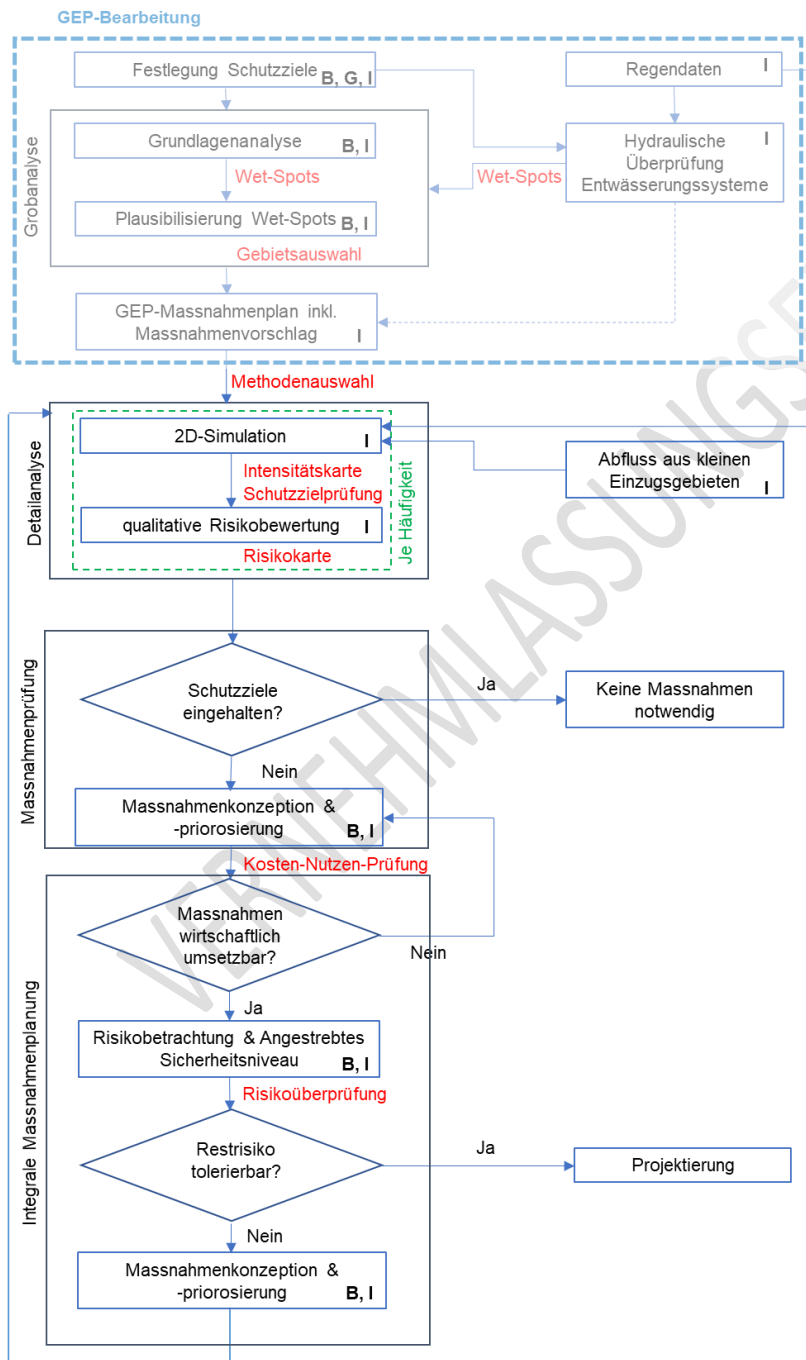 GEP-Bearbeitung
Festlegung Schutzziele
B, G, I
Regendaten
I
Grobanalyse
Grundlagenanalyse
B, I
Hydraulische
Überprüfung
Entwässerungssysteme
I
Wet-Spots
Wet-Spots
Plausibilisierung Wet-Spots
B, I
Gebietsauswahl
GEP-Massnahmenplan inkl.
Massnahmenvorschlag
I
Methodenauswahl
Detailanalyse
2D-Simulation
I
Intensitätskarte
Schutzzielprüfung
qualitative Risikobewertung
I
Risikokarte
Je Häufigkeit
Abfluss aus kleinen
Einzugsgebieten
I
Massnahmenprüfung
Schutzziele
eingehalten?
Ja
Keine Massnahmen
notwendig
Nein
Massnahmenkonzeption &
-priorosierung
B, I
Kosten-Nutzen-Prüfung
Integrale Massnahmenplanung
Massnahmen
wirtschaftlich
umsetzbar?
Nein
Ja
Risikobetrachtung & Angestrebtes
Sicherheitsniveau
B, I
Risikoüberprüfung
Restrisiko
tolerierbar?
Ja
Projektierung
Nein
Massnahmenkonzeption &
-priorosierung
B, I